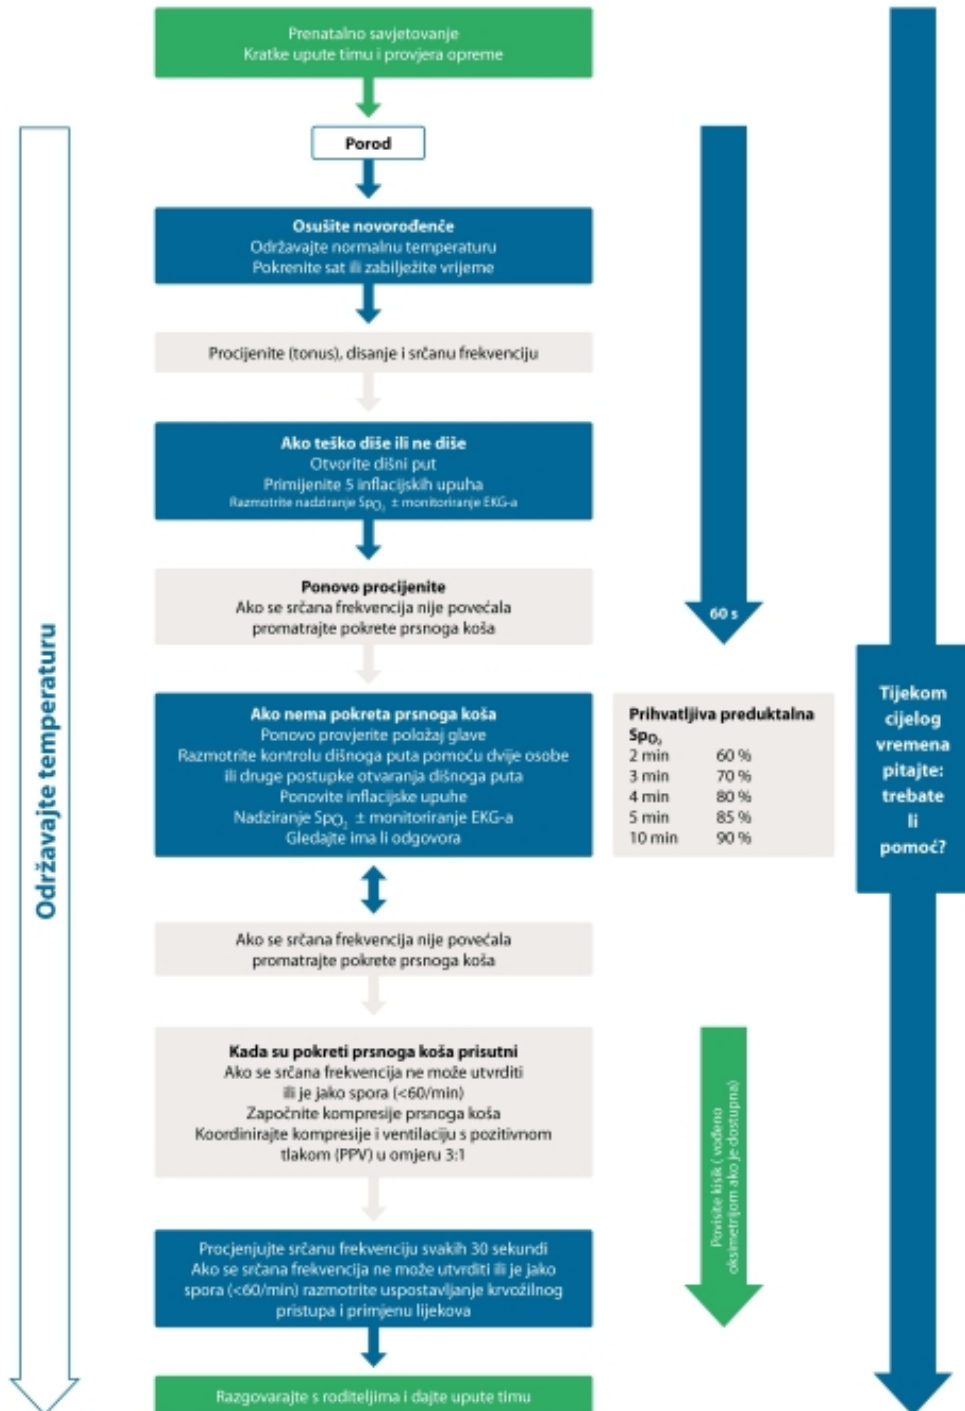 Prenatalno savjetovanje
Kratke upute timu i provjera opreme
Porod
Osušite novorođenče
Održavajte normalnu temperaturu
Pokrenite sat ili zabilježite vrijeme
Procijenite (tonus), disanje i srčanu frekvenciju
Ako teško diše ili ne diše
Otvorite dišni put
Primijenite 5 inflacijskih upuha
Razmotrite nadziranje SpO₂ ± monitoriranje EKG-a
Ponovo procijenite
Ako se srčana frekvencija nije povećala
promatrajte pokrete prsnoga koša
60 s
Ako nema pokreta prsnoga koša
Ponovo provjerite položaj glave
Razmotrite kontrolu dišnoga puta pomoću dvije osobe
ili druge postupke otvaranja dišnoga puta
Ponovite inflacijske upuhe
Nadziranje SpO₂ ± monitoriranje EKG-a
Gledajte ima li odgovora
Prihvatljiva preduktalna
SpO₂
2 min 60 %
3 min 70 %
4 min 80 %
5 min 85 %
10 min 90 %
Tijekom
cijelog
vremena
pitajte:
trebate
li
pomoć?
Održavajte temperaturu
Ako se srčana frekvencija nije povećala
promatrajte pokrete prsnoga koša
Kada su pokreti prsnoga koša prisutni
Ako se srčana frekvencija ne može utvrditi
ili je jako spora (<60/min)
Započnite kompresije prsnoga koša
Koordinirajte kompresije i ventilaciju s pozitivnom
tlakom (PPV) u omjeru 3:1
Povisite kisik ( vođeno
oksimetrijom ako je dostupna)
Procjenjujte srčanu frekvenciju svakih 30 sekundi
Ako se srčana frekvencija ne može utvrditi ili je jako
spora (<60/min) razmotrite uspostavljanje krvožilnog
pristupa i primjenu lijekova
Razgovarajte s roditeljima i dajte upute timu